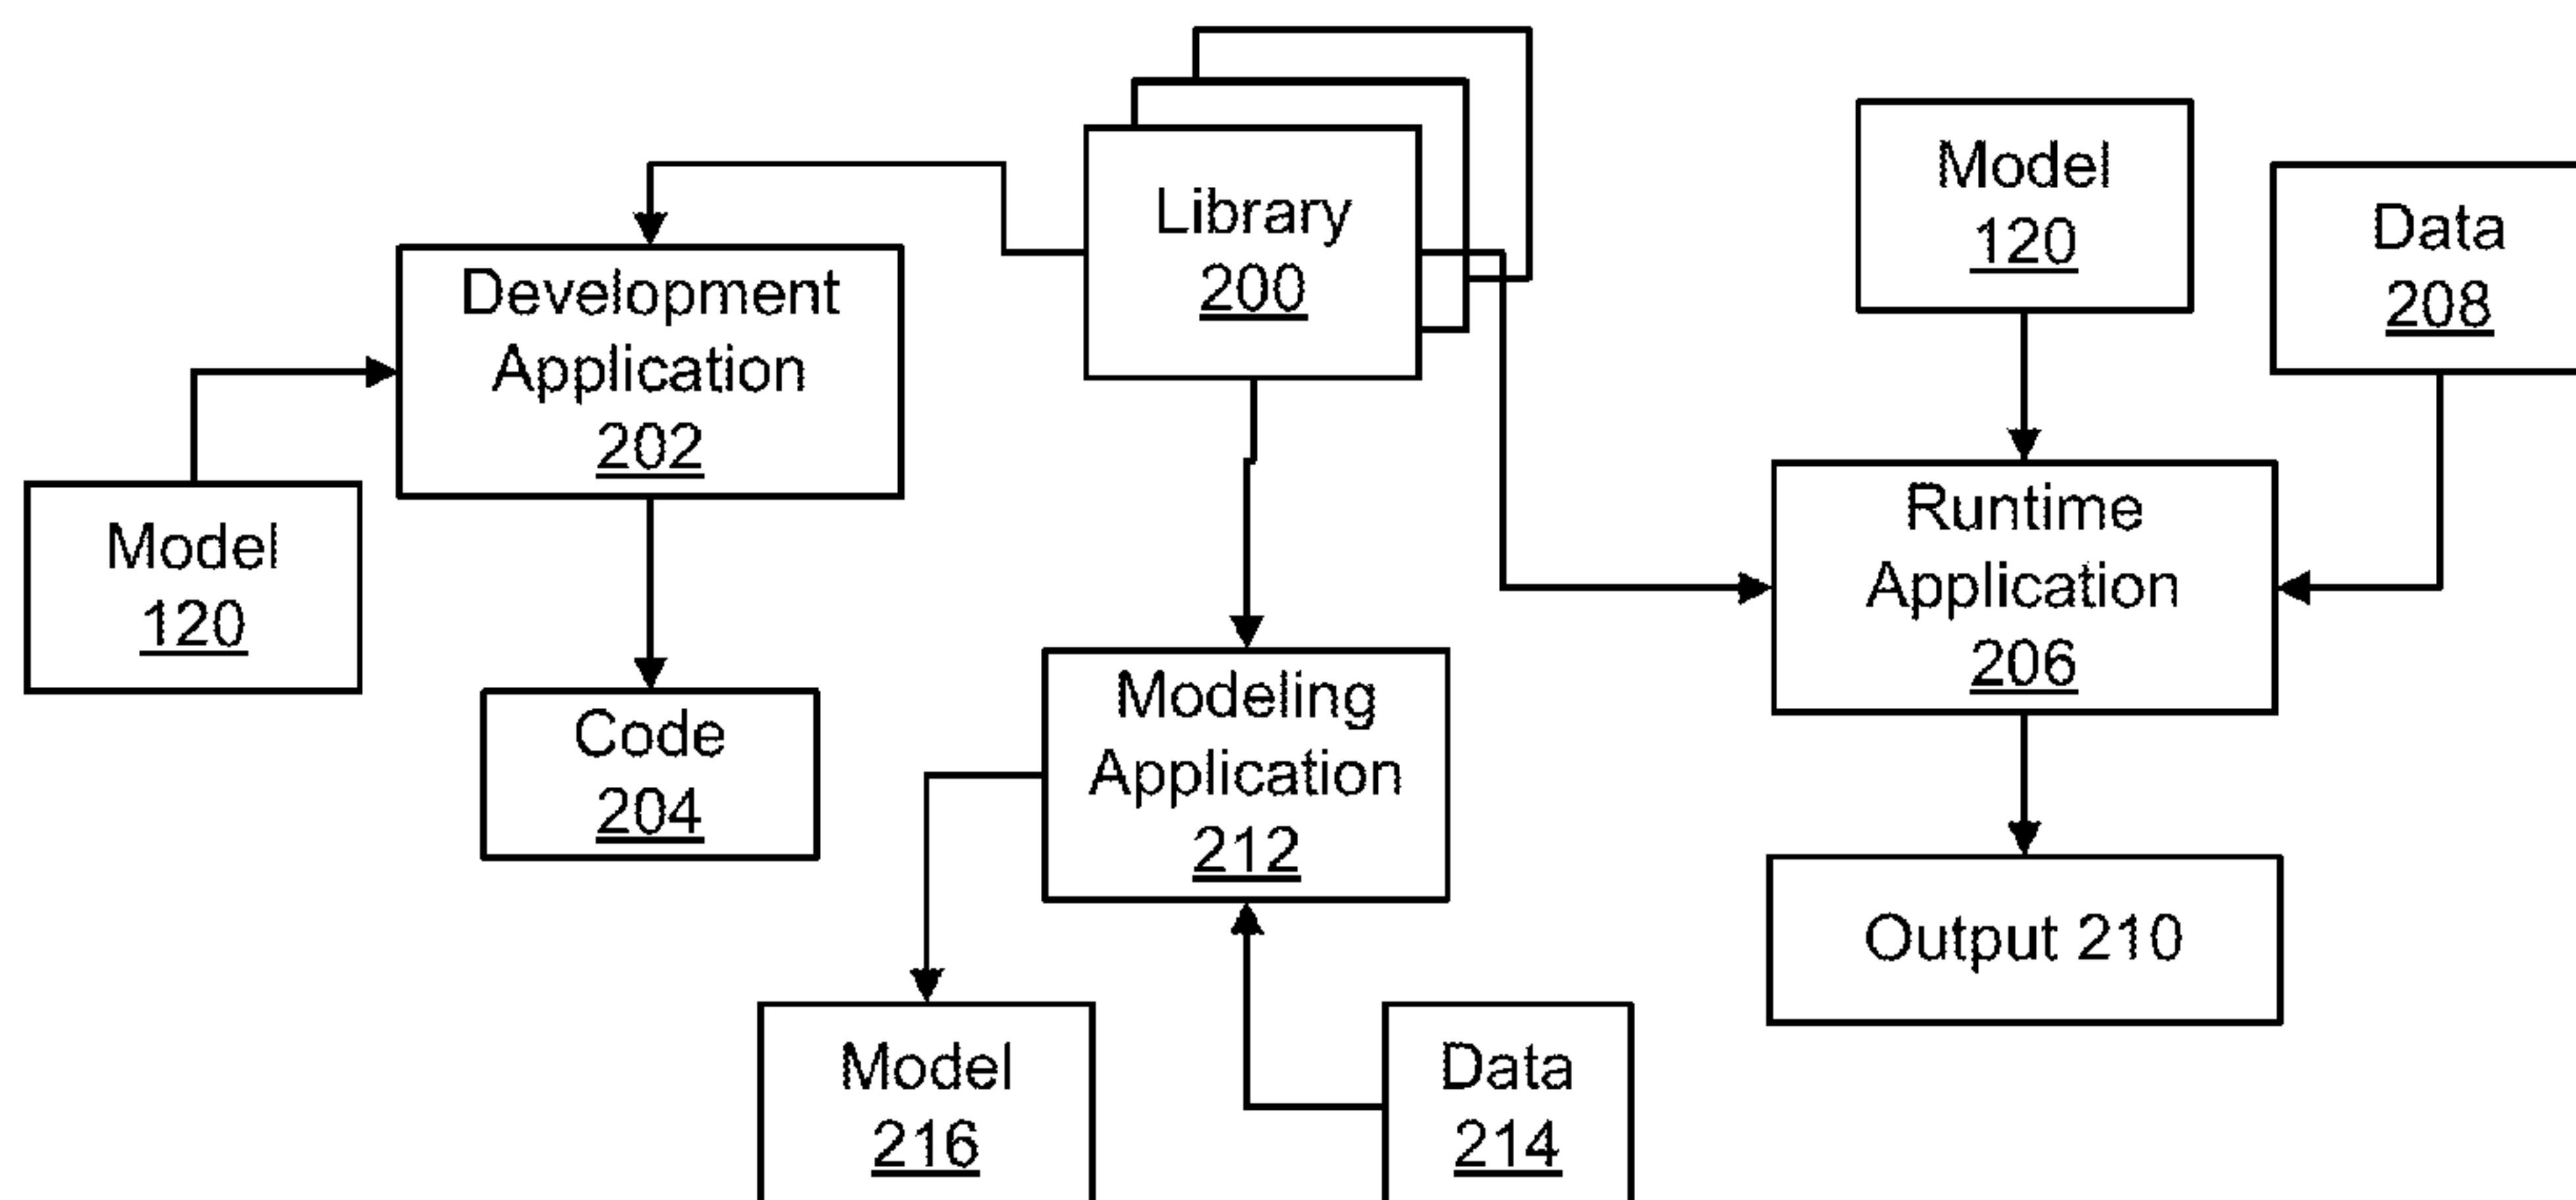 Library
200
Model
120
Data
208
Development
Application
202
Model
120
Code
204
Modeling
Application
212
Runtime
Application
206
Output 210
Model
216
Data
214